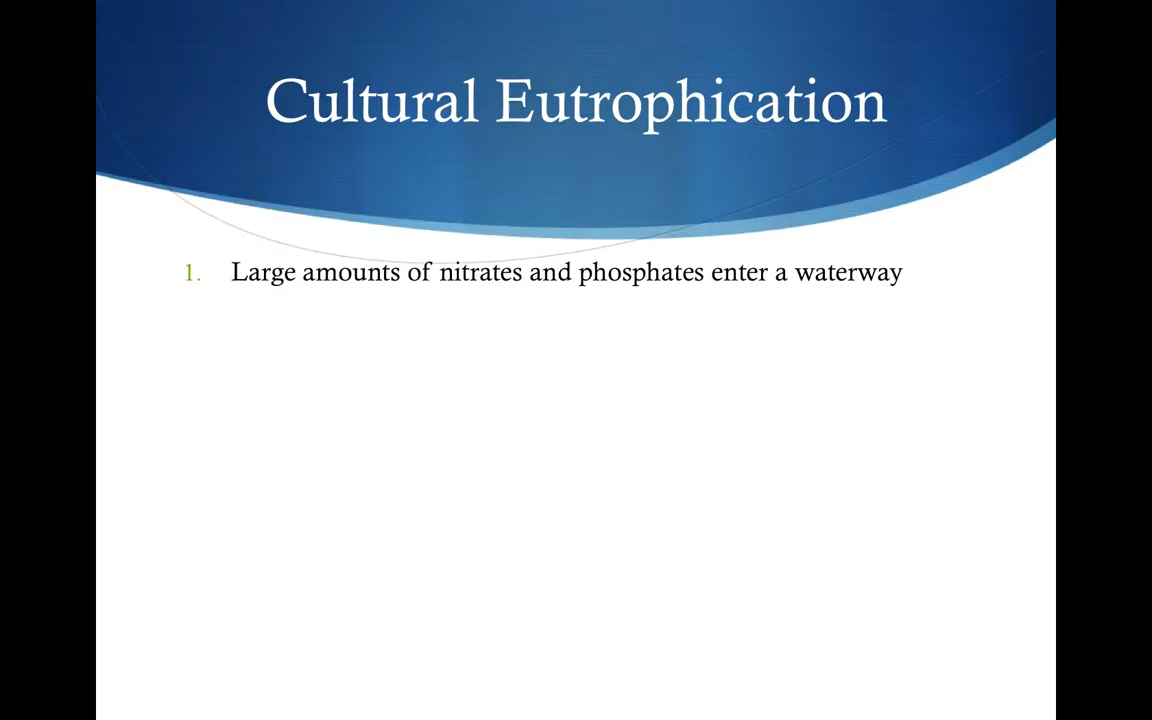 Cultural Eutrophication
1. Large amounts of nitrates and phosphates enter a waterway